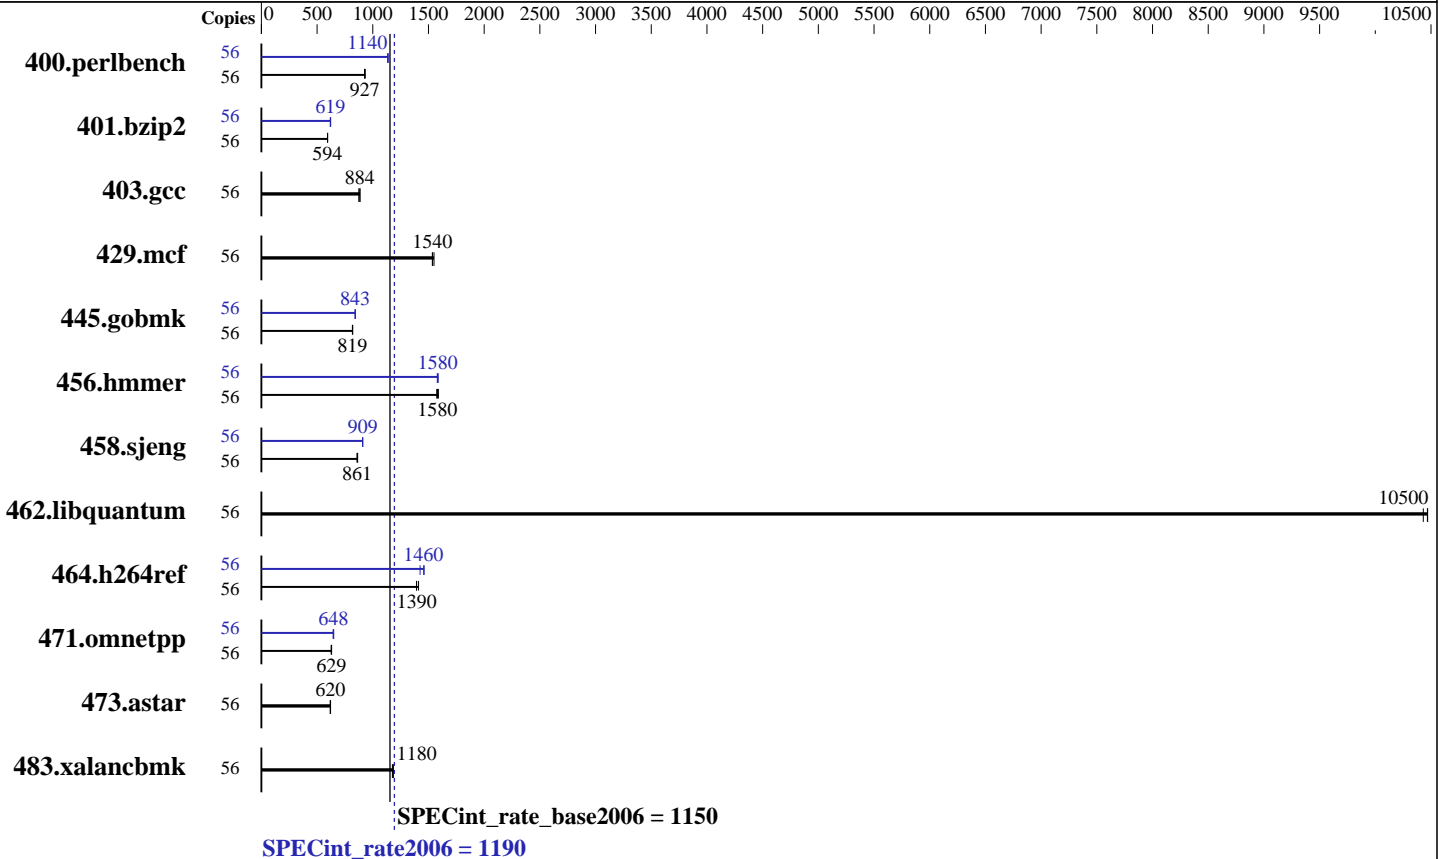 Copies 0 500 1000 1500 2000 2500 3000 3500 4000 4500 5000 5500 6000 6500 7000 7500 8000 8500 9000 9500 10500
400.perlbench 56 1140
56 927
401.bzip2 56 619
56 594
403.gcc 56 884
429.mcf 56 1540
445.gobmk 56 843
56 819
456.hmmer 56 1580
56 1580
458.sjeng 56 909
56 861
462.libquantum 56 10500
464.h264ref 56 1460
56 1390
471.omnetpp 56 648
56 629
473.astar 56 620
483.xalancbmk 56 1180
SPECint_rate_base2006 = 1150
SPECint_rate2006 = 1190